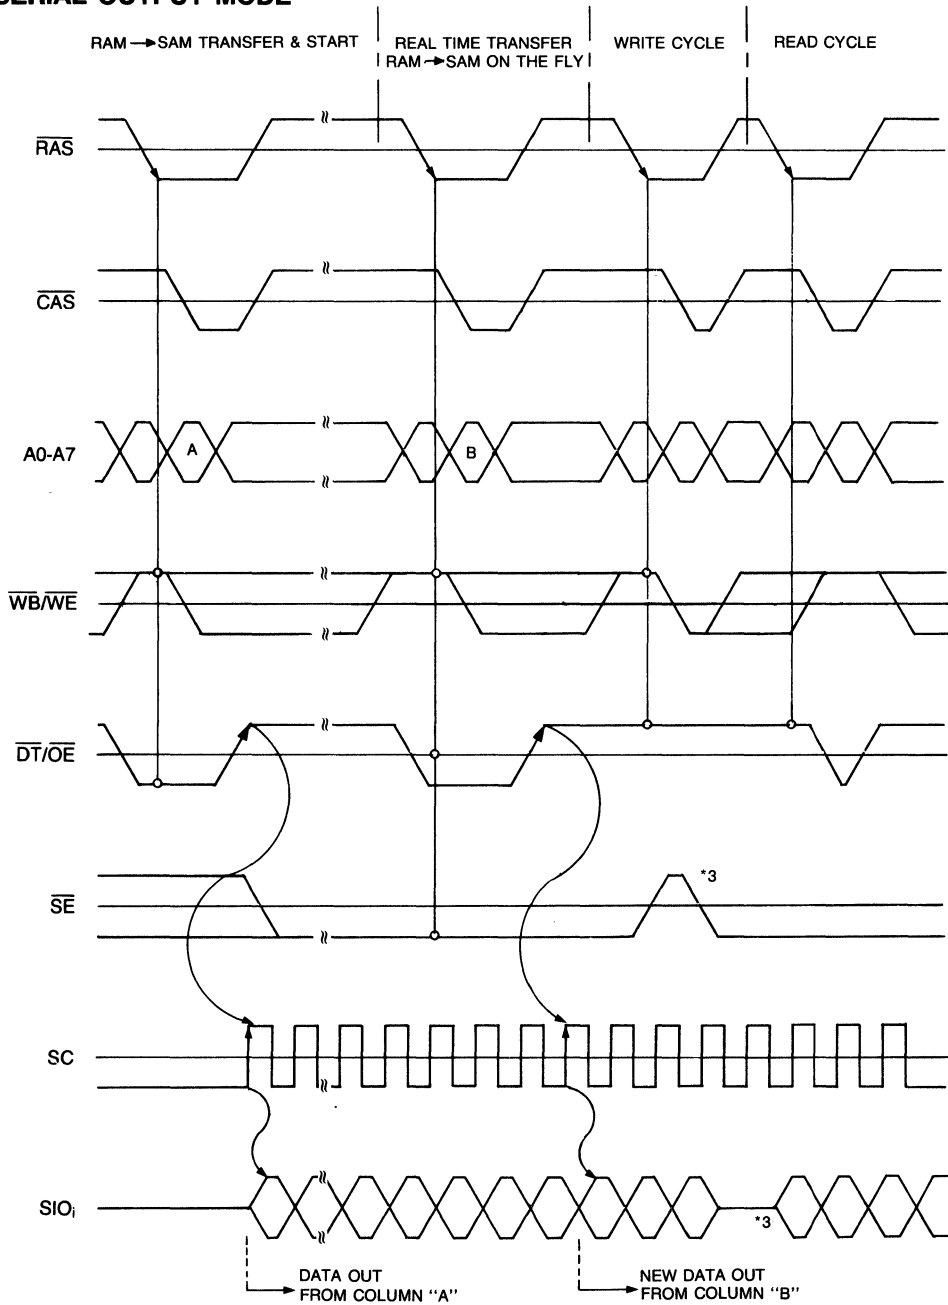 SERIAL OUTPUT MODE
RAM→SAM TRANSFER & START
REAL TIME TRANSFER
RAM→SAM ON THE FLY
WRITE CYCLE
READ CYCLE
RAS
CAS
A0-A7
A
B
WB/WE
DT/OE
SE
*3
SC
SIOi
*3
DATA OUT
FROM COLUMN "A"
NEW DATA OUT
FROM COLUMN "B"